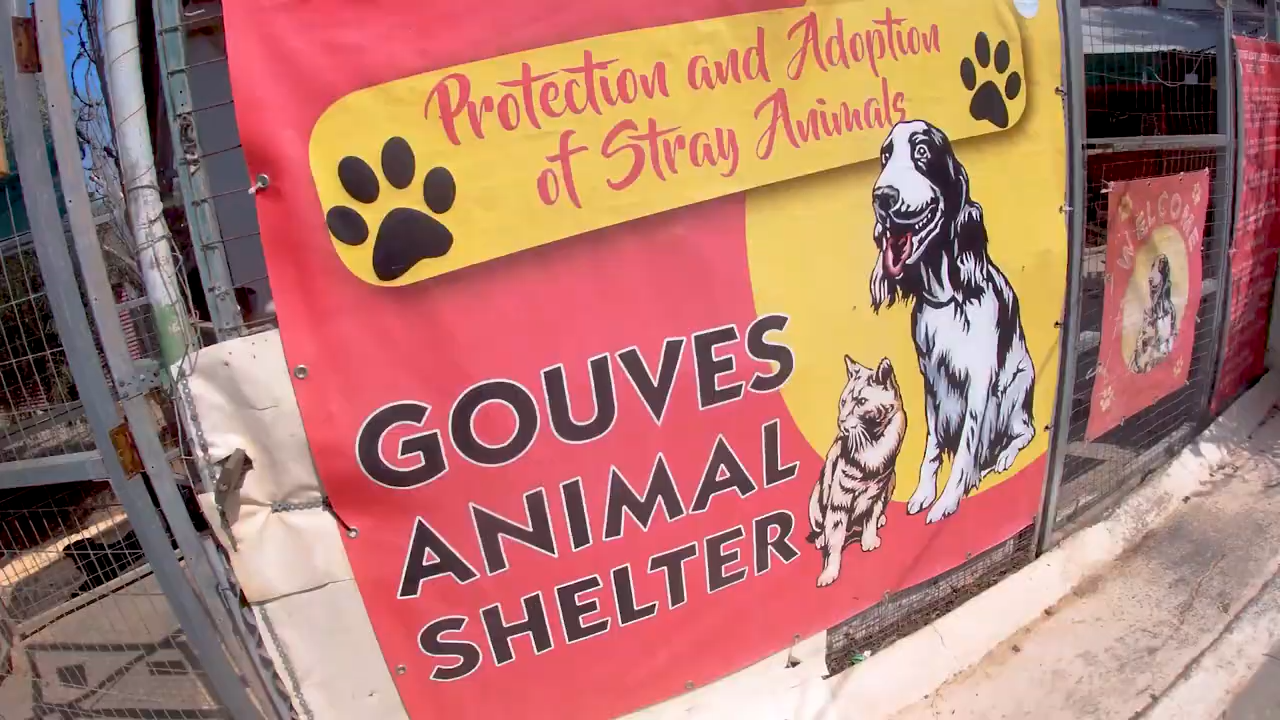 Protection and Adoption
of Stray Animals
GOUVES
ANIMAL
SHELTER
WELCOME